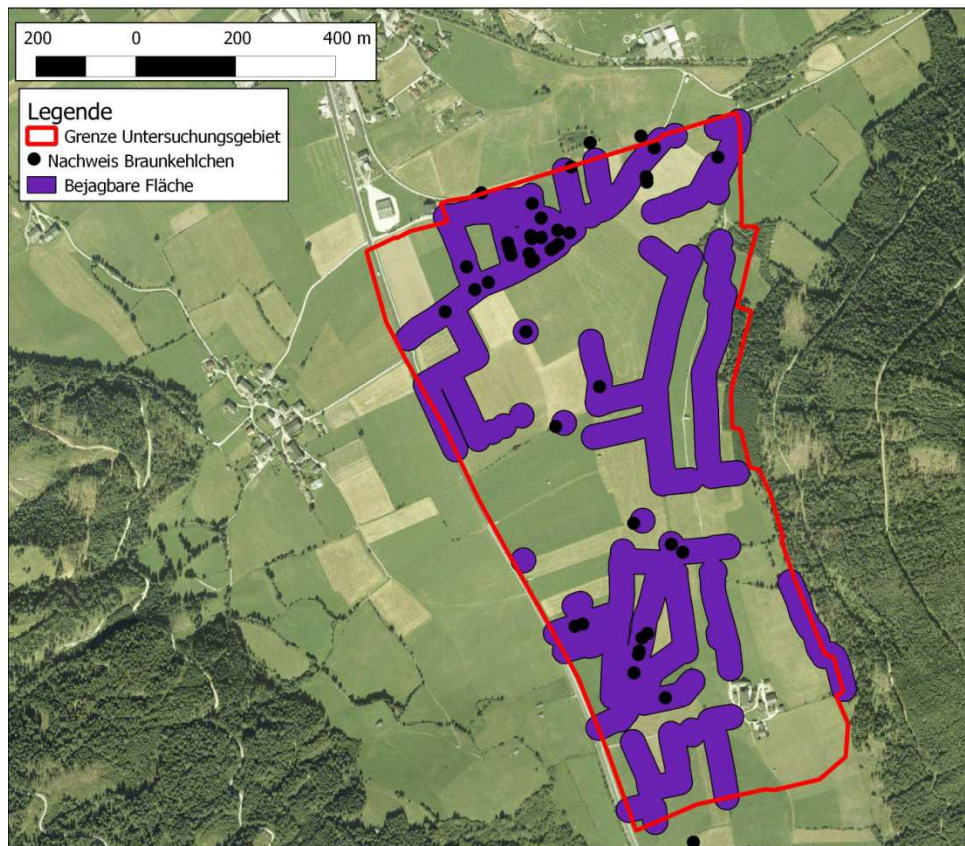 200 0 200 400 m
Legende
Grenze Untersuchungsgebiet
Nachweis Braunkehlchen
Bejagbare Fläche